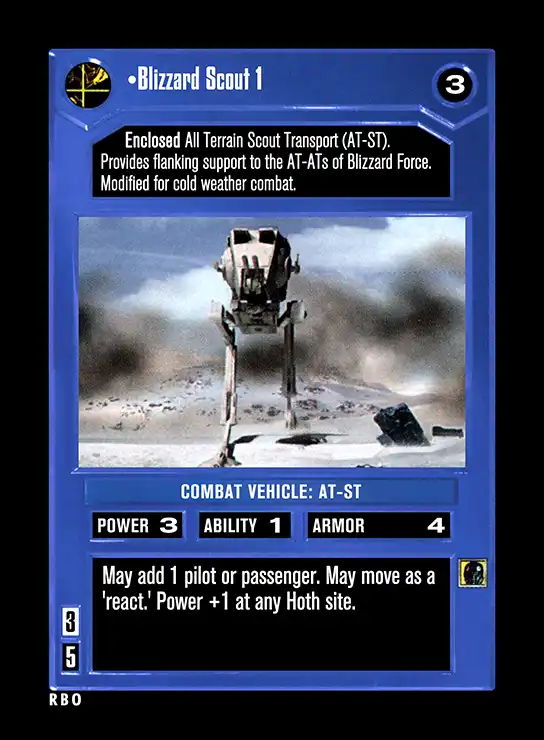 •Blizzard Scout 1
3
Enclosed All Terrain Scout Transport (AT-ST).
Provides flanking support to the AT-ATs of Blizzard Force.
Modified for cold weather combat.
COMBAT VEHICLE: AT-ST
POWER 3 ABILITY 1 ARMOR 4
May add 1 pilot or passenger. May move as a
'react.' Power +1 at any Hoth site.
3
5
RBO